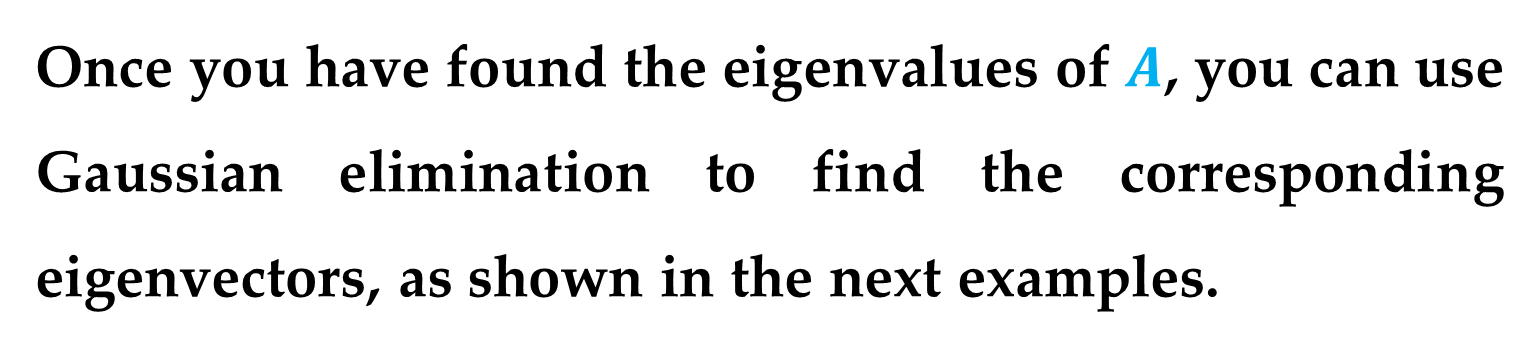 Once you have found the eigenvalues of A, you can use
Gaussian elimination to find the corresponding
eigenvectors, as shown in the next examples.